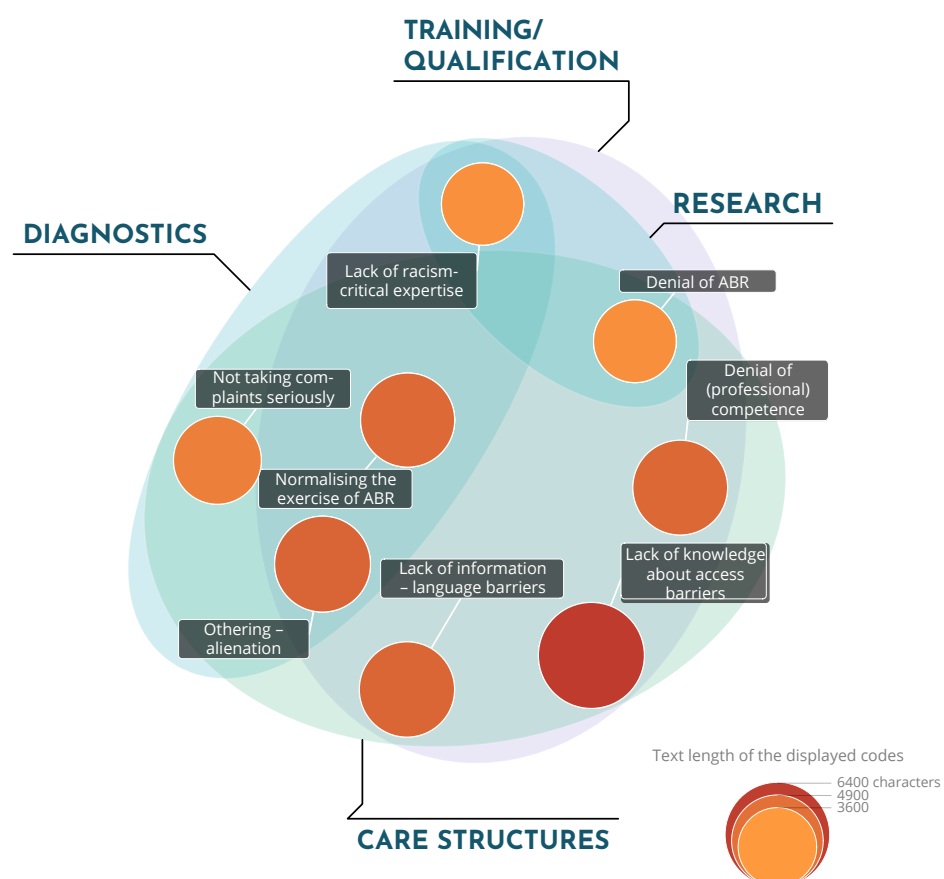 TRAINING/
QUALIFICATION
RESEARCH
DIAGNOSTICS
Lack of racism-
critical expertise
Denial of ABR
Denial of
(professional)
competence
Not taking com-
plaints seriously
Normalising the
exercise of ABR
Lack of knowledge
about access
barriers
Lack of information
– language barriers
Othering –
alienation
Text length of the displayed codes
6400 characters
4900
3600
CARE STRUCTURES